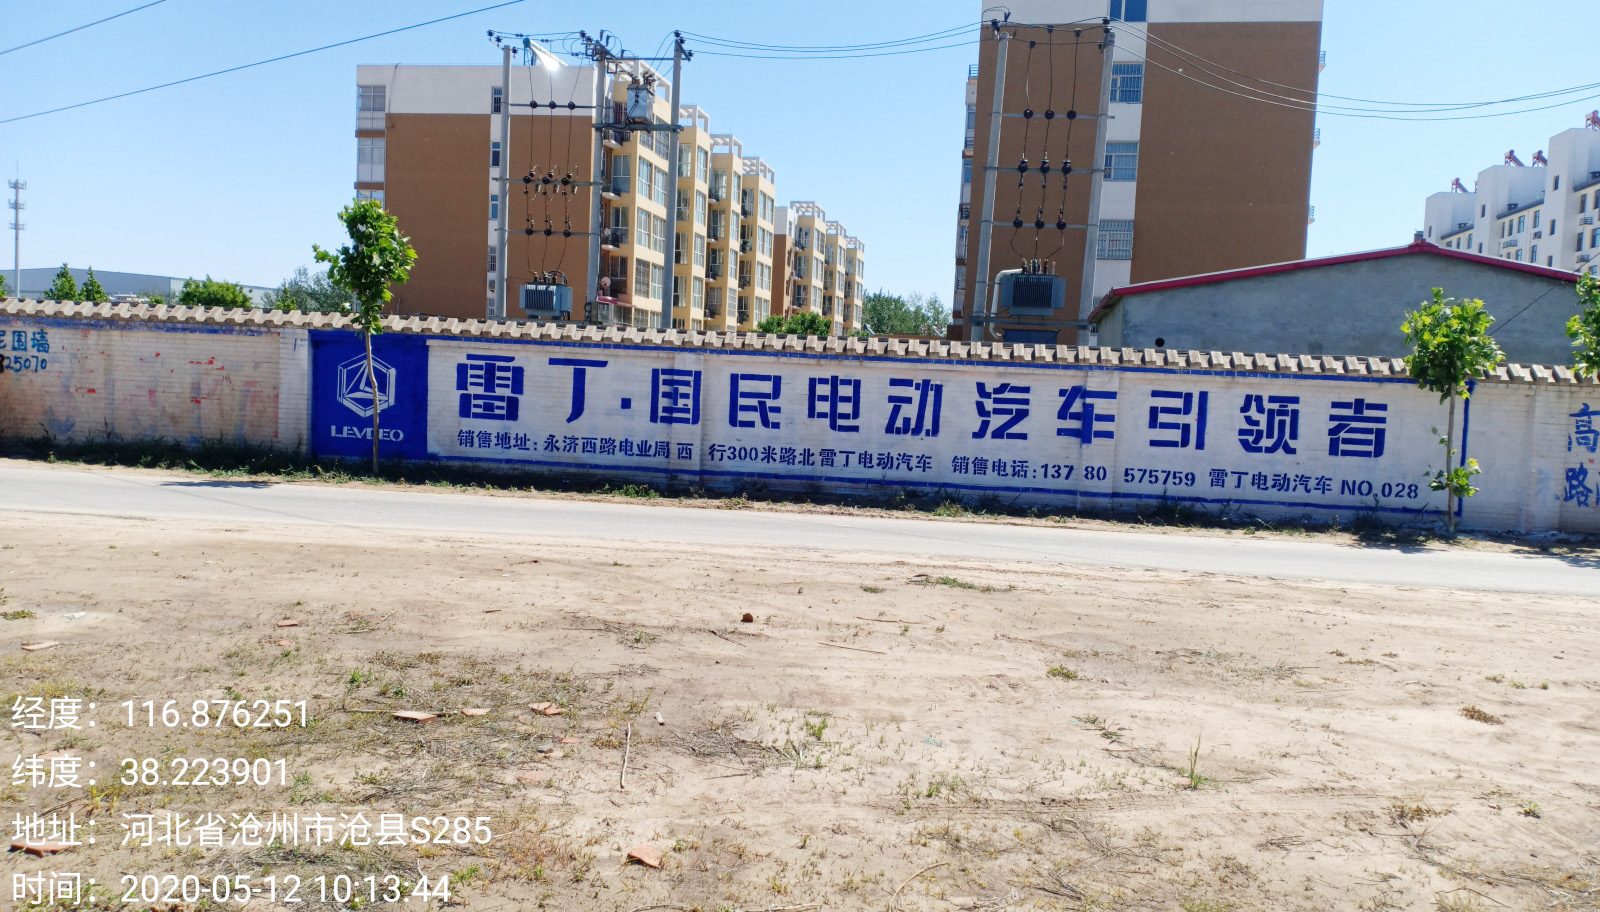 围墙
25070
LEVDEO
雷丁·国民电动汽车引领者
销售地址:永济西路电业局西 行300米路北雷丁电动汽车 销售电话:137 80 575759 雷丁电动汽车 NO.028
高
路
经度：116.876251
纬度：38.223901
地址：河北省沧州市沧县S285
时间：2020-05-12 10:13:44